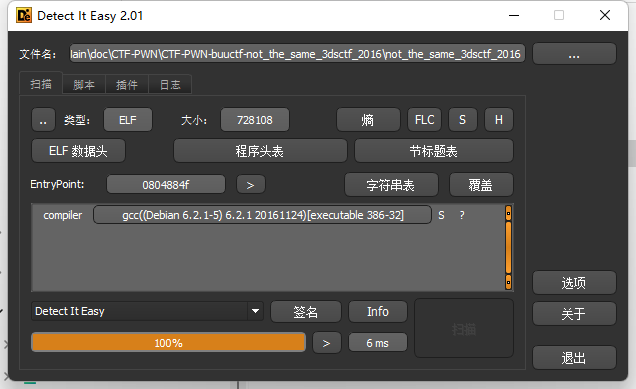 Detect It Easy 2.01
文件名: lain\doc\CTF-PWN\CTF-PWN-buuctf-not_the_same_3dsctf_2016\not_the_same_3dsctf_2016 ...
扫描 脚本 插件 日志
.. 类型: ELF 大小: 728108 熵 FLC S H
ELF 数据头 程序头表 节标题表
EntryPoint: 0804884f > 字符串表 覆盖
compiler gcc((Debian 6.2.1-5) 6.2.1 20161124)[executable 386-32] S ?
选项
Detect It Easy 签名 Info 扫描 关于
100% > 6 ms
退出